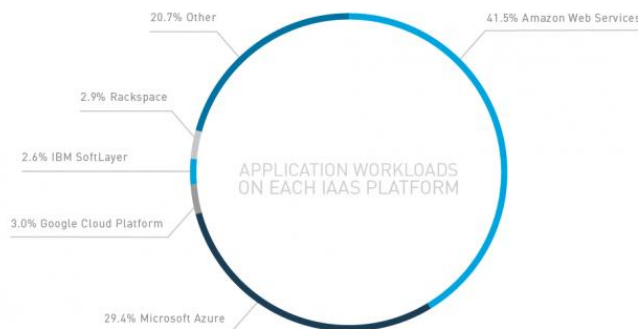 20.7% Other
41.5% Amazon Web Services
2.9% Rackspace
2.6% IBM SoftLayer
APPLICATION WORKLOADS
ON EACH IAAS PLATFORM
3.0% Google Cloud Platform
29.4% Microsoft Azure